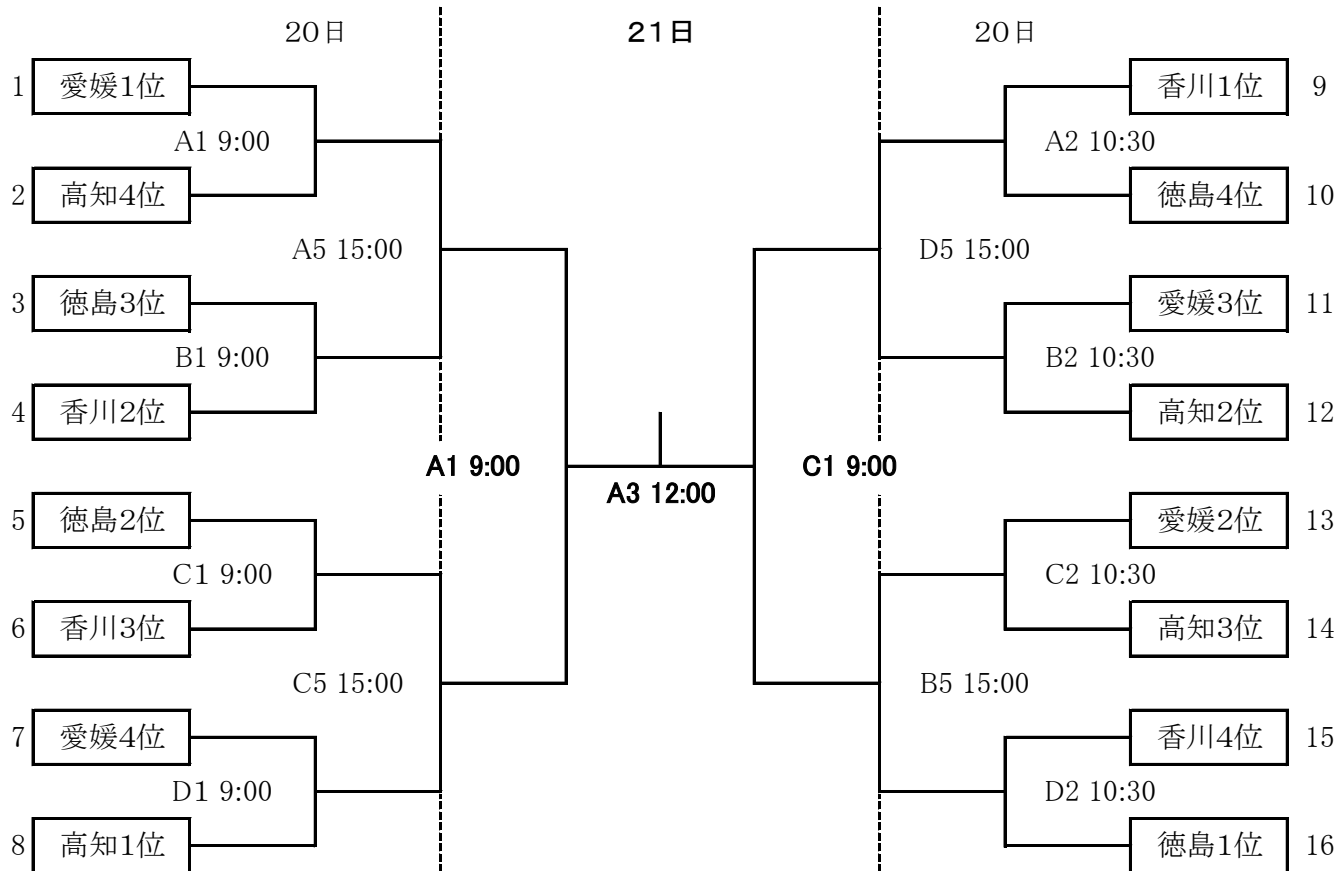 20日 21日 20日
1 愛媛1位 香川1位 9
A1 9:00 A2 10:30
2 高知4位 徳島4位 10
A5 15:00 D5 15:00
3 徳島3位 愛媛3位 11
B1 9:00 B2 10:30
4 香川2位 高知2位 12
A1 9:00 C1 9:00
A3 12:00
5 徳島2位 愛媛2位 13
C1 9:00 C2 10:30
6 香川3位 高知3位 14
C5 15:00 B5 15:00
7 愛媛4位 香川4位 15
D1 9:00 D2 10:30
8 高知1位 徳島1位 16